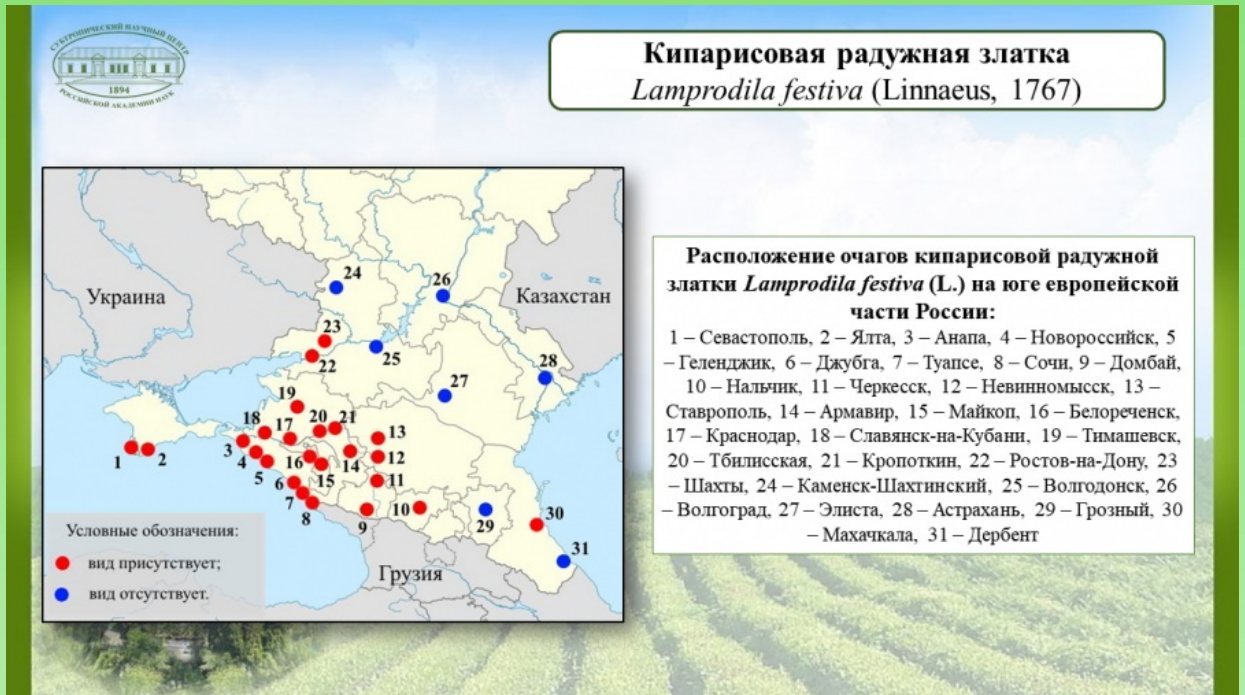 СУБТРОПИЧЕСКИЙ НАУЧНЫЙ ЦЕНТР
1894
РОССИЙСКОЙ АКАДЕМИИ НАУК
Кипарисовая радужная златка
Lamprodila festiva (Linnaeus, 1767)
24
26
Украина
Казахстан
23
22
25
28
27
19
18
17
20
21
13
3
1
2
4
16
14
12
5
15
11
6
7
10
8
9
29
30
31
Условные обозначения:
вид присутствует;
вид отсутствует.
Грузия
Расположение очагов кипарисовой радужной
златки Lamprodila festiva (L.) на юге европейской
части России:
1 – Севастополь, 2 – Ялта, 3 – Анапа, 4 – Новороссийск, 5
– Геленджик, 6 – Джубга, 7 – Туапсе, 8 – Сочи, 9 – Домбай,
10 – Нальчик, 11 – Черкесск, 12 – Невинномысск, 13 –
Ставрополь, 14 – Армавир, 15 – Майкоп, 16 – Белореченск,
17 – Краснодар, 18 – Славянск-на-Кубани, 19 – Тимашевск,
20 – Тбилисская, 21 – Кропоткин, 22 – Ростов-на-Дону, 23
– Шахты, 24 – Каменск-Шахтинский, 25 – Волгодонск, 26
– Волгоград, 27 – Элиста, 28 – Астрахань, 29 – Грозный, 30
– Махачкала, 31 – Дербент